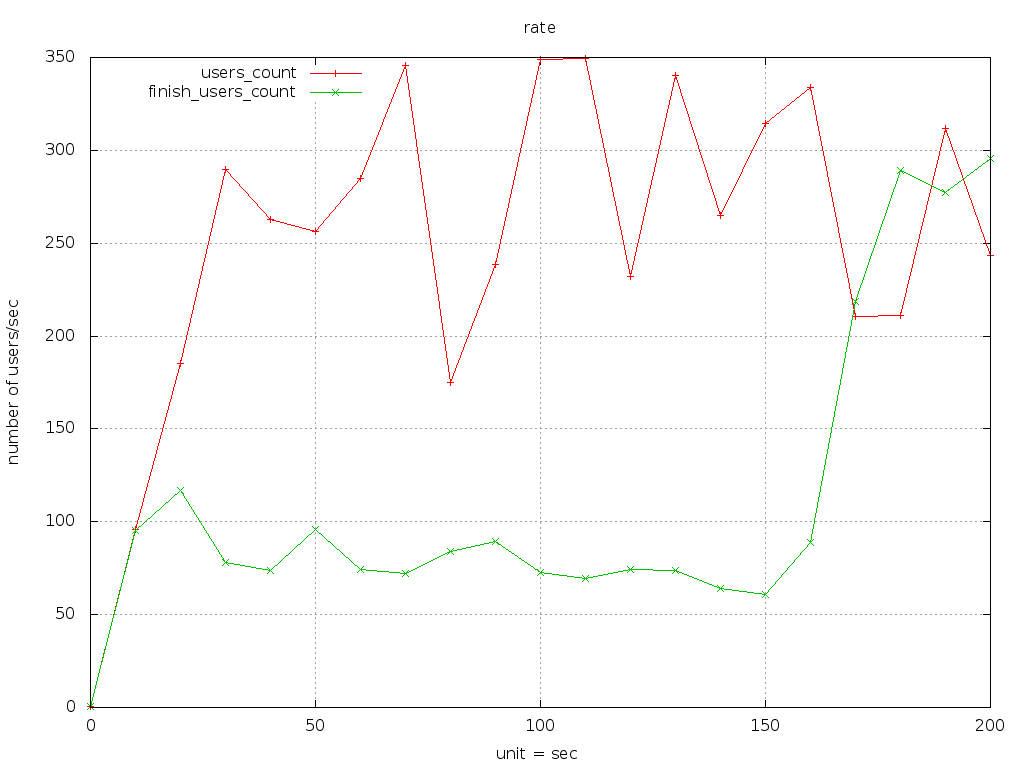 rate
users_count
finish_users_count
350
300
250
200
150
100
50
0
number of users/sec
0 50 100 150 200
unit = sec